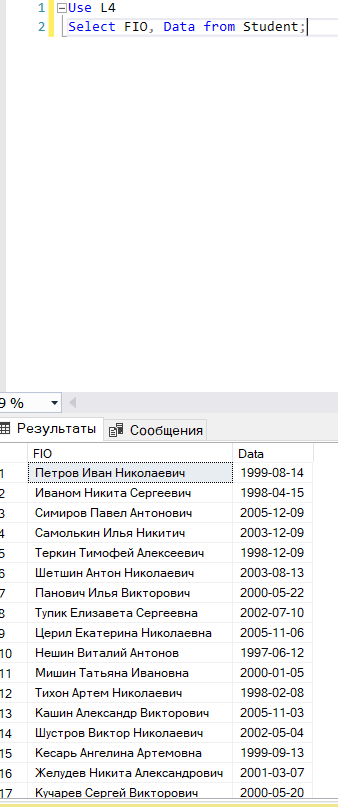 1 Use L4
2 Select FIO, Data from Student;
9 %
Результаты Сообщения
FIO Data
1 Петров Иван Николаевич 1999-08-14
2 Иваном Никита Сергеевич 1998-04-15
3 Симиров Павел Антонович 2005-12-09
4 Самолькин Илья Никитич 2003-12-09
5 Теркин Тимофей Алексеевич 1998-12-09
6 Шетшин Антон Николаевич 2003-08-13
7 Панович Илья Викторович 2000-05-22
8 Тупик Елизавета Сергеевна 2002-07-10
9 Церил Екатерина Николаевна 2005-11-06
10 Нешин Виталий Антонов 1997-06-12
11 Мишин Татьяна Ивановна 2000-01-05
12 Тихон Артем Николаевич 1998-02-08
13 Кашин Александр Викторович 2005-11-03
14 Шустров Виктор Николаевич 2002-05-04
15 Кесарь Ангелина Артемовна 1999-09-13
16 Желудев Никита Александрович 2001-03-07
17 Кучарев Сергей Викторович 2000-05-20